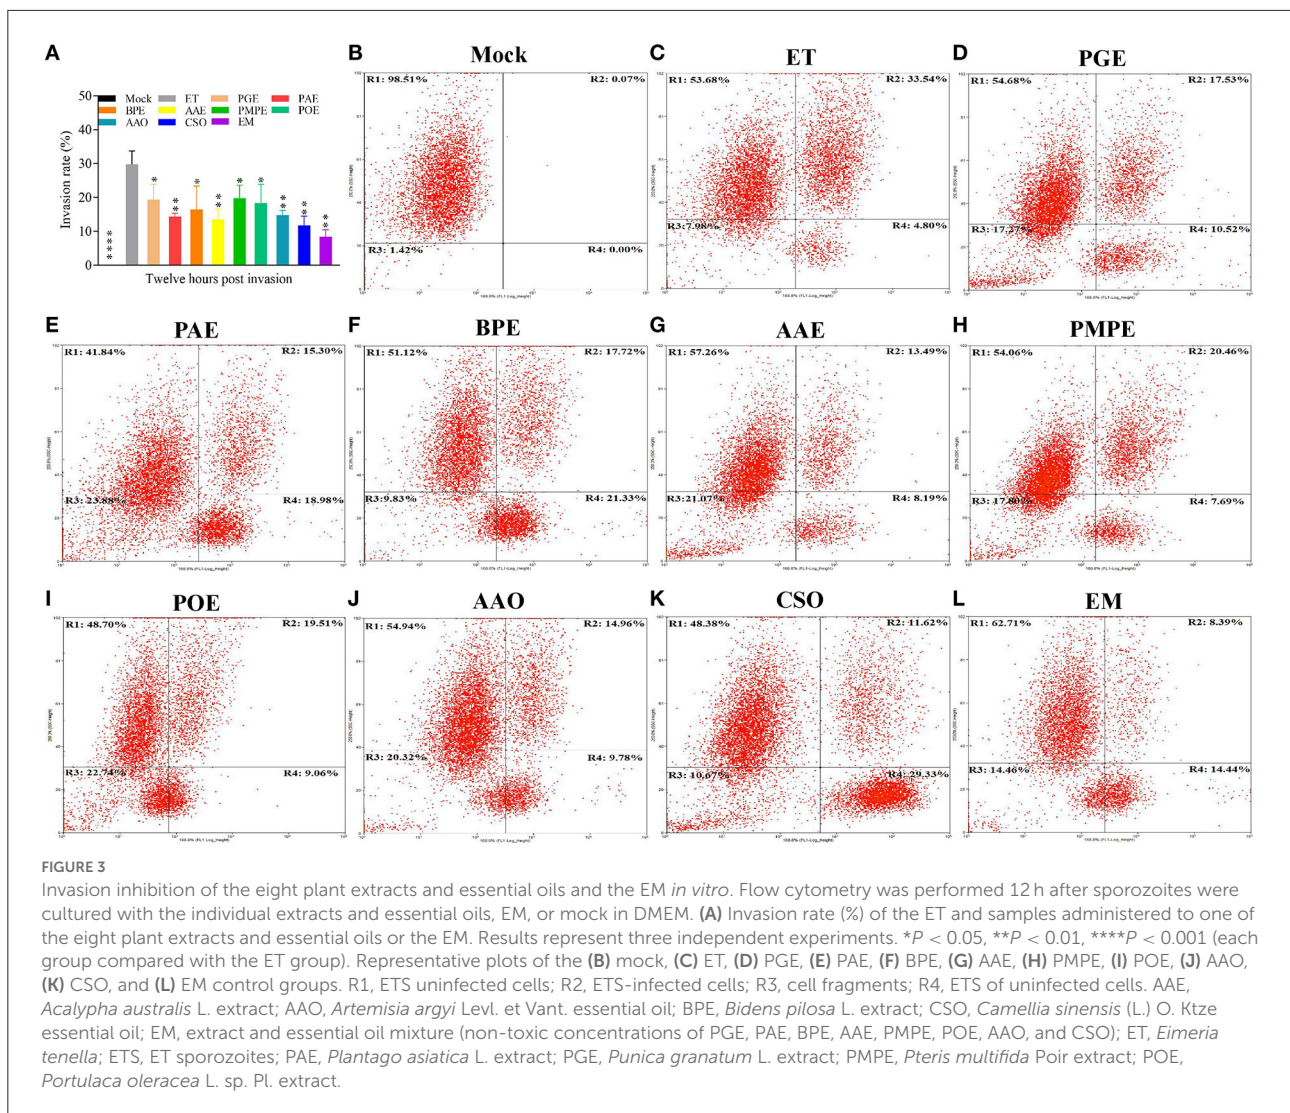 A
Mock ET PGE PAE
BPE AAE PMPE POE
AAO CSO EM
Invasion rate (%)
50
40
30
20
10
0
**** * ** * ** * * ** ** **
Twelve hours post invasion
B
Mock
R1: 98.51%
R2: 0.07%
R3: 1.42%
R4: 0.00%
C
ET
R1: 53.68%
R2: 33.54%
R3:7.98%
R4: 4.80%
D
PGE
R1: 54.68%
R2: 17.53%
R3: 17.27%
R4: 10.52%
E
PAE
R1: 41.84%
R2: 15.30%
R3: 23.88%
R4: 18.98%
F
BPE
R1: 51.12%
R2: 17.72%
R3:9.83%
R4: 21.33%
G
AAE
R1: 57.26%
R2: 13.49%
R3:21.07%
R4: 8.19%
H
PMPE
R1: 54.06%
R2: 20.46%
R3: 17.80%
R4: 7.69%
I
POE
R1: 48.70%
R2: 19.51%
R3: 22.74%
R4: 9.06%
J
AAO
R1: 54.94%
R2: 14.96%
R3: 20.32%
R4: 9.78%
K
CSO
R1: 48.38%
R2: 11.62%
R3: 10.67%
R4: 29.33%
L
EM
R1: 62.71%
R2: 8.39%
R3: 14.46%
R4: 14.44%
FIGURE 3
Invasion inhibition of the eight plant extracts and essential oils and the EM in vitro. Flow cytometry was performed 12 h after sporozoites were
cultured with the individual extracts and essential oils, EM, or mock in DMEM. (A) Invasion rate (%) of the ET and samples administered to one of
the eight plant extracts and essential oils or the EM. Results represent three independent experiments. *P < 0.05, **P < 0.01, ****P < 0.001 (each
group compared with the ET group). Representative plots of the (B) mock, (C) ET, (D) PGE, (E) PAE, (F) BPE, (G) AAE, (H) PMPE, (I) POE, (J) AAO,
(K) CSO, and (L) EM control groups. R1, ETS uninfected cells; R2, ETS-infected cells; R3, cell fragments; R4, ETS of uninfected cells. AAE,
Acalypha australis L. extract; AAO, Artemisia argyi Levl. et Vant. essential oil; BPE, Bidens pilosa L. extract; CSO, Camellia sinensis (L.) O. Ktze
essential oil; EM, extract and essential oil mixture (non-toxic concentrations of PGE, PAE, BPE, AAE, PMPE, POE, AAO, and CSO); ET, Eimeria
tenella; ETS, ET sporozoites; PAE, Plantago asiatica L. extract; PGE, Punica granatum L. extract; PMPE, Pteris multifida Poir extract; POE,
Portulaca oleracea L. sp. Pl. extract.